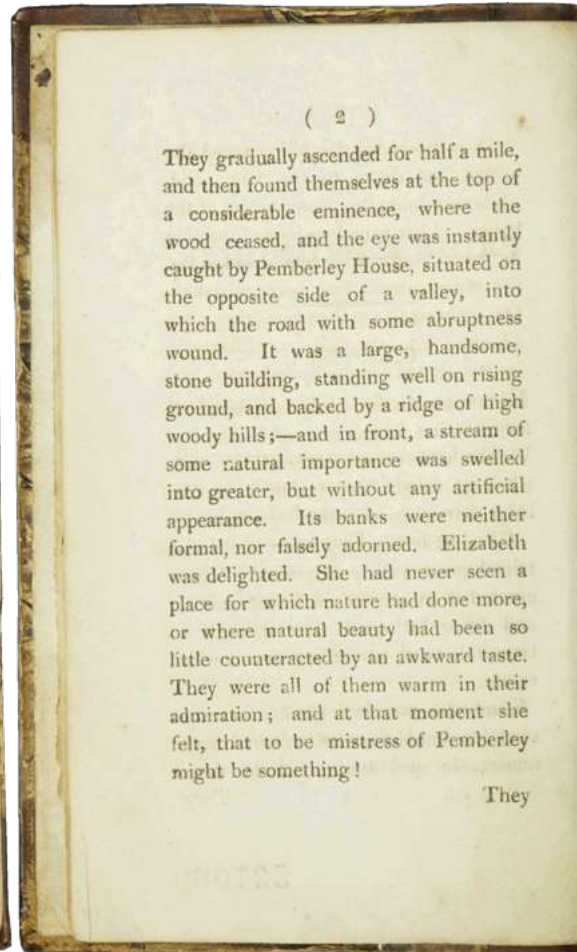 ( 2 )
They gradually ascended for half a mile,
and then found themselves at the top of
a considerable eminence, where the
wood ceased, and the eye was instantly
caught by Pemberley House, situated on
the opposite side of a valley, into
which the road with some abruptness
wound. It was a large, handsome,
stone building, standing well on rising
ground, and backed by a ridge of high
woody hills;—and in front, a stream of
some natural importance was swelled
into greater, but without any artificial
appearance. Its banks were neither
formal, nor falsely adorned. Elizabeth
was delighted. She had never seen a
place for which nature had done more,
or where natural beauty had been so
little counteracted by an awkward taste.
They were all of them warm in their
admiration; and at that moment she
felt, that to be mistress of Pemberley
might be something!
They